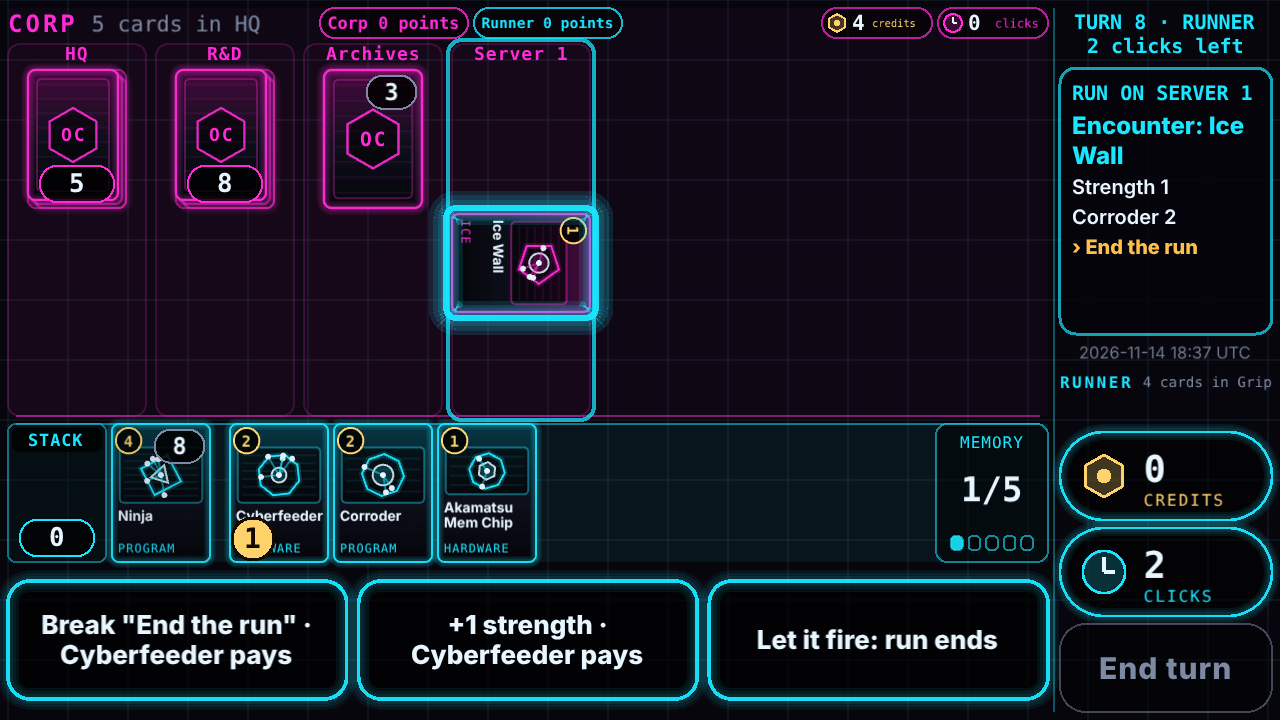 CORP 5 cards in HQ
Corp 0 points
Runner 0 points
4 credits
0 clicks
TURN 8 · RUNNER
2 clicks left
HQ
R&D
Archives
Server 1
OC
5
OC
8
3
OC
ICE
Ice Wall
1
RUN ON SERVER 1
Encounter: Ice
Wall
Strength 1
Corroder 2
› End the run
2026-11-14 18:37 UTC
RUNNER 4 cards in Grip
STACK
0
4
8
Ninja
PROGRAM
2
Cyberfeeder
1
WARE
2
Corroder
PROGRAM
1
Akamatsu
Mem Chip
HARDWARE
MEMORY
1/5
0
CREDITS
2
CLICKS
Break "End the run" ·
Cyberfeeder pays
+1 strength ·
Cyberfeeder pays
Let it fire: run ends
End turn